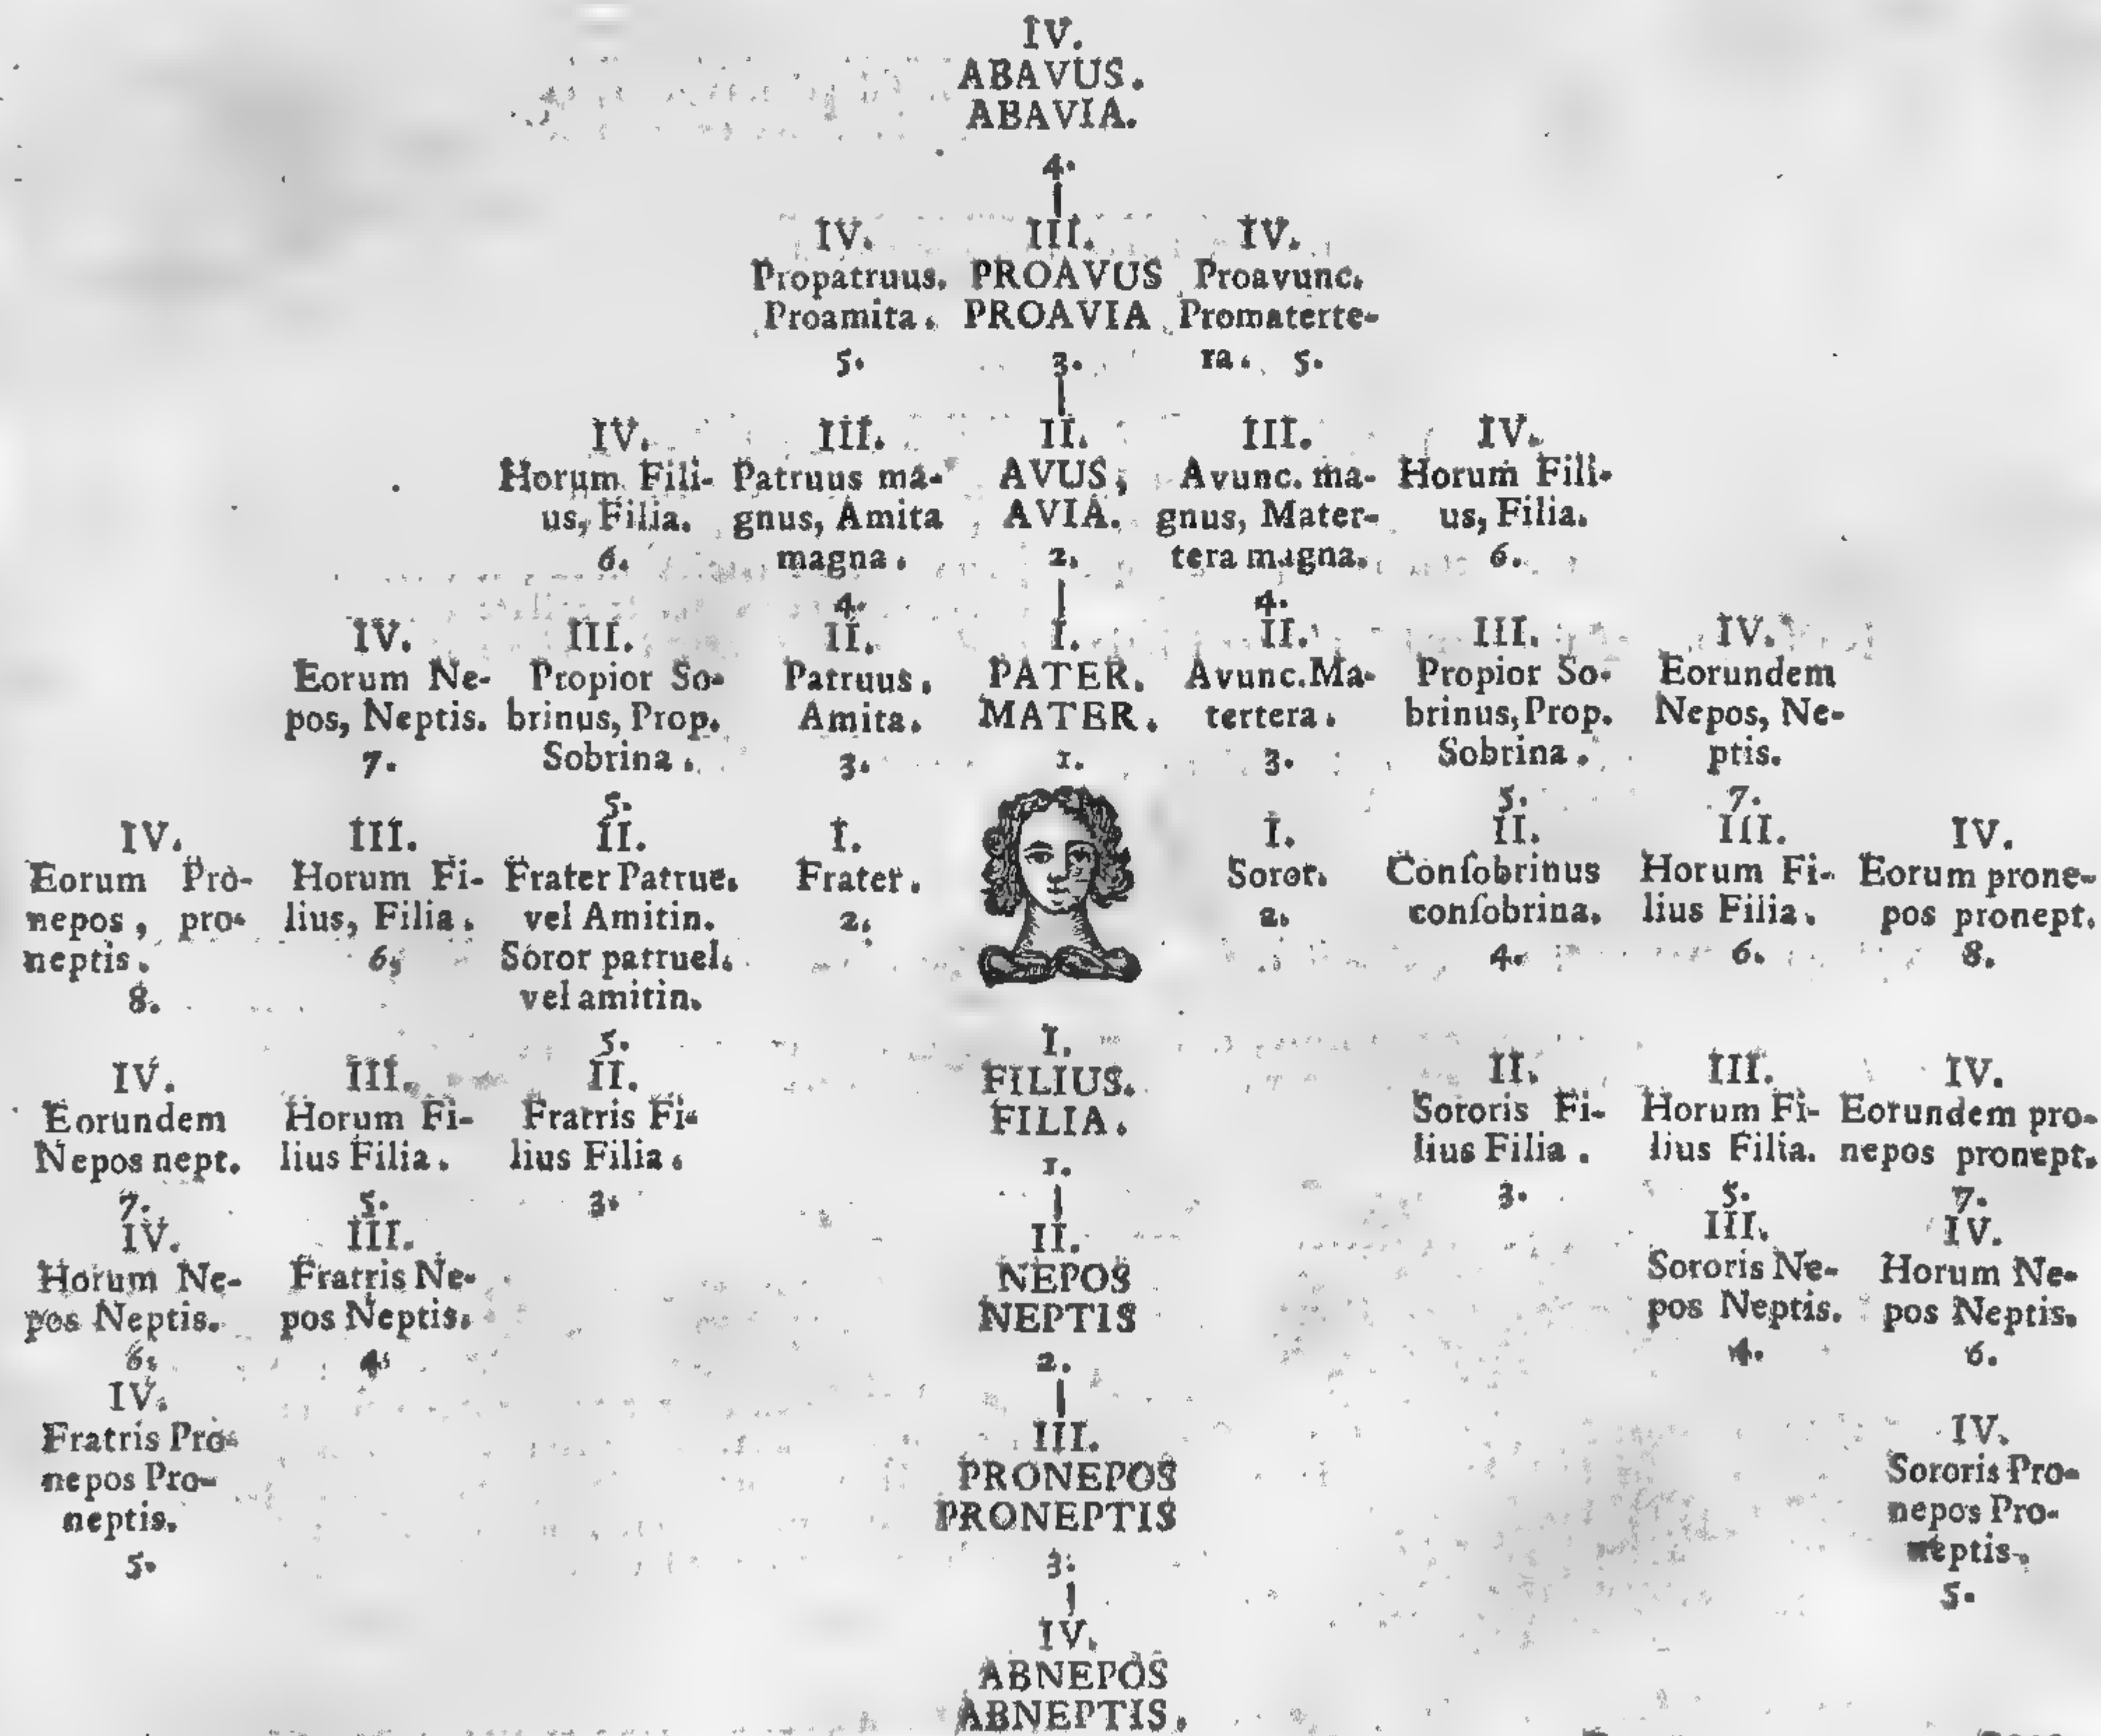 IV.
ABAVUS.
ABAVIA.
4.
IV. III. IV.
Propatruus. PROAVUS Proavunc.
Proamita. PROAVIA Promaterte-
5. 3. ra. 5.
IV. III. II. III. IV.
Horum Fili- Patruus ma- AVUS, Avunc. ma- Horum Fili-
us, Filia. gnus, Amita AVIA. gnus, Mater- us, Filia.
6. magna. 2. tera magna. 6.
4. 4.
IV. III. II. I. II. III. IV.
Eorum Ne- Propior So- Patruus. PATER. Avunc.Ma- Propior So- Eorundem
pos, Neptis. brinus, Prop. Amita. MATER. tertera. brinus, Prop. Nepos, Ne-
7. Sobrina. 3. 1. 3. Sobrina. ptis.
5. 5. 7.
IV. III. II. I. I. II. III. IV.
Eorum Pro- Horum Fi- Frater Patrue. Frater. Soror. Conſobrinus Horum Fi- Eorum prone-
nepos, pro- lius, Filia. vel Amitin. 2. 2. conſobrina. lius Filia. pos pronept.
neptis. 6. Soror patruel. 4. 6. 8.
8. vel amitin.
5.
IV. III. II. I. II. III. IV.
Eorundem Horum Fi- Fratris Fi- FILIUS. Sororis Fi- Horum Fi- Eorundem pro-
Nepos nept. lius Filia. lius Filia. FILIA. lius Filia. lius Filia. nepos pronept.
7. 5. 3. 1. 3. 5. 7.
IV. III. II. III. IV.
Horum Ne- Fratris Ne- NEPOS Sororis Ne- Horum Ne-
pos Neptis. pos Neptis. NEPTIS pos Neptis. pos Neptis.
6. 4. 2. 4. 6.
IV. III. IV.
Fratris Pro- PRONEPOS Sororis Pro-
nepos Pro- PRONEPTIS nepos Pro-
neptis. neptis.
5. 3. 5.
IV.
ABNEPOS
ABNEPTIS.